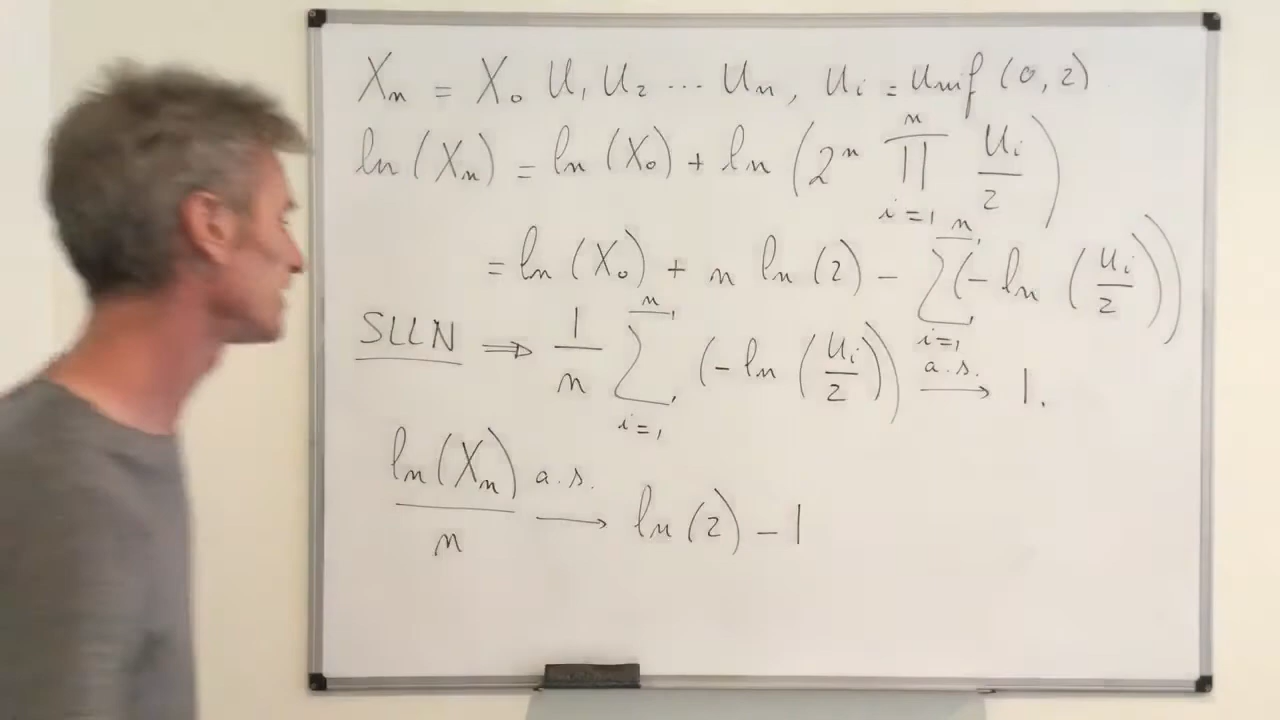 Xₙ = X₀ U₁ U₂ ⋯ Uₙ, Uᵢ = Unif (0, 2)
ln (Xₙ) = ln (X₀) + ln (2ⁿ ∏_{i=1}^{n} Uᵢ/2)
= ln (X₀) + n ln (2) − ∑_{i=1}^{n} (− ln (Uᵢ/2))
SLLN ⇒ 1/n ∑_{i=1}^{n} (− ln (Uᵢ/2)) a.s. → 1.
ln (Xₙ)/n a.s. → ln (2) − 1